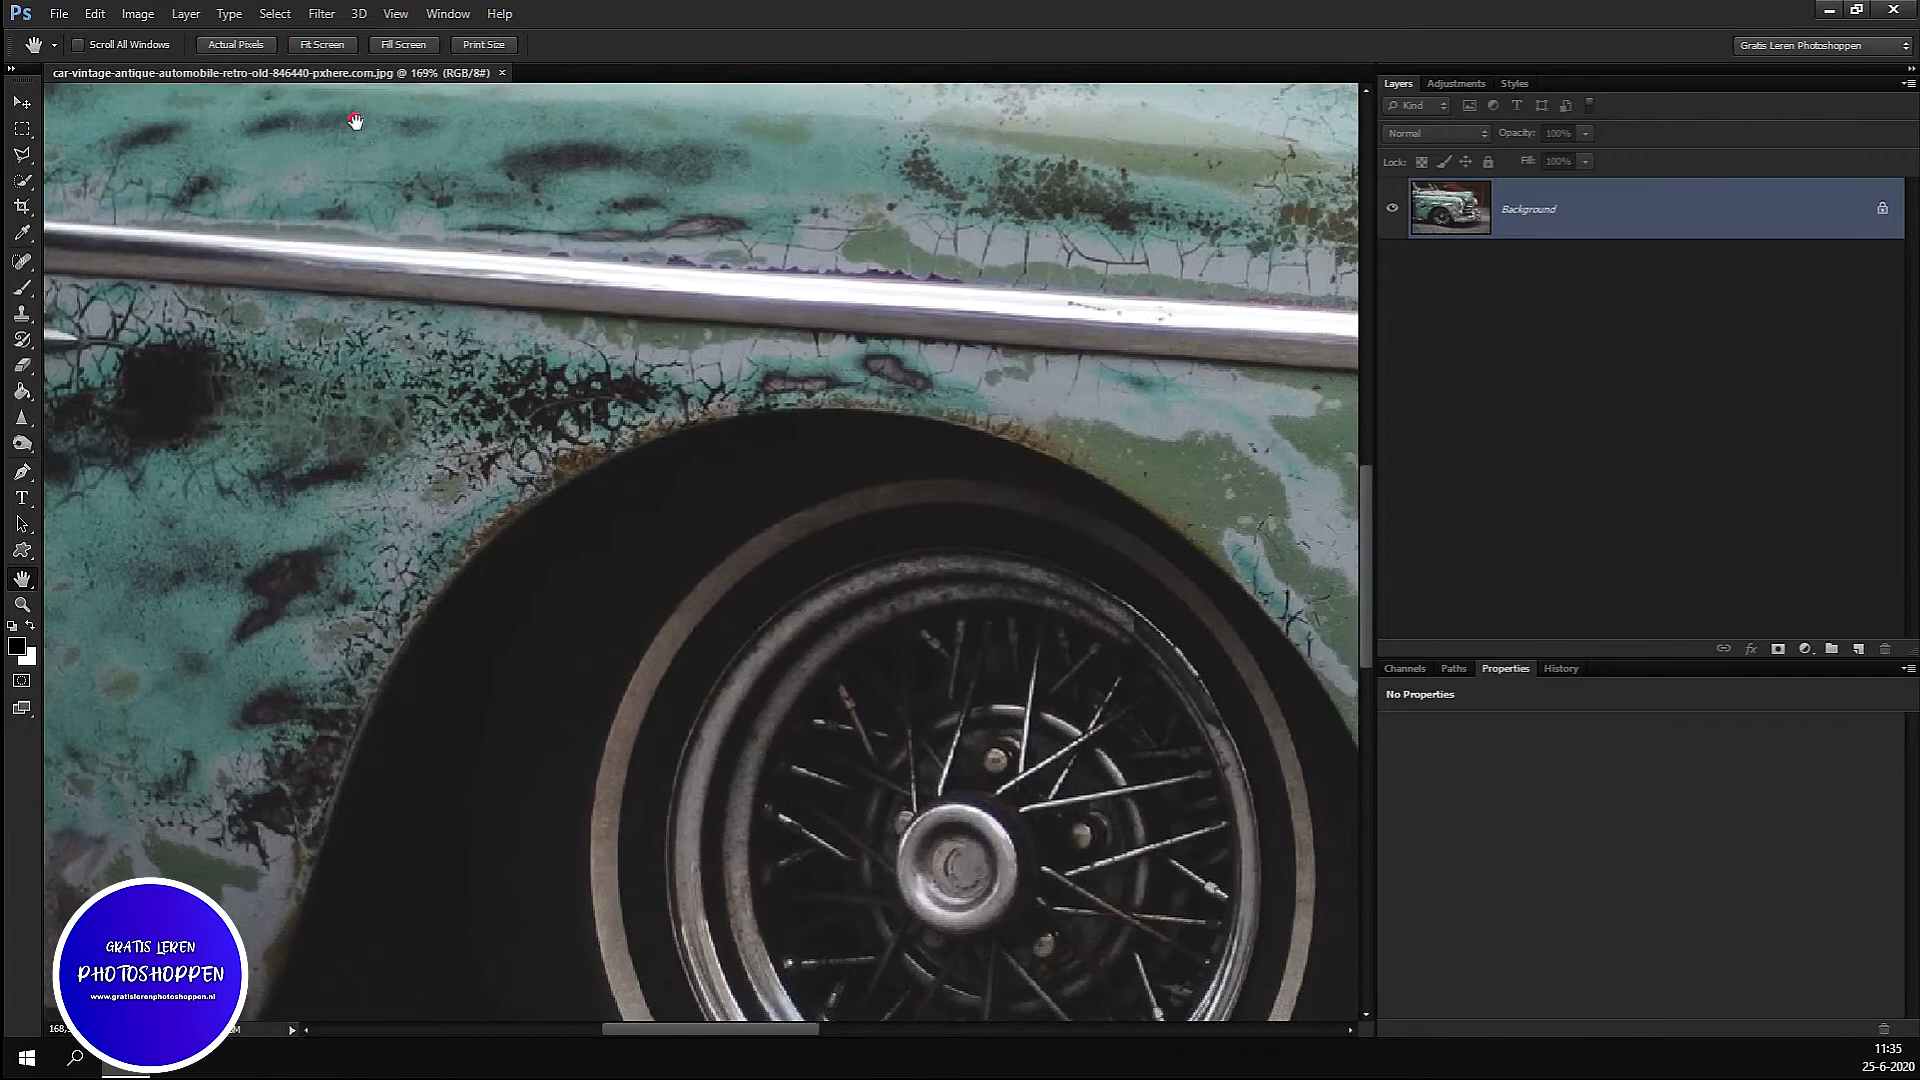 Ps File Edit Image Layer Type Select Filter 3D View Window Help
Scroll All Windows Actual Pixels Fit Screen Fill Screen Print Size Gratis Leren Photoshoppen
car-vintage-antique-automobile-retro-old-846440-pxhere.com.jpg @ 169% (RGB/8#) ×
Layers Adjustments Styles
Kind
Normal Opacity: 100%
Lock: Fill: 100%
Background
Channels Paths Properties History
No Properties
GRATIS LEREN
PHOTOSHOPPEN
www.gratislerenphotoshoppen.nl
11:35
25-6-2020